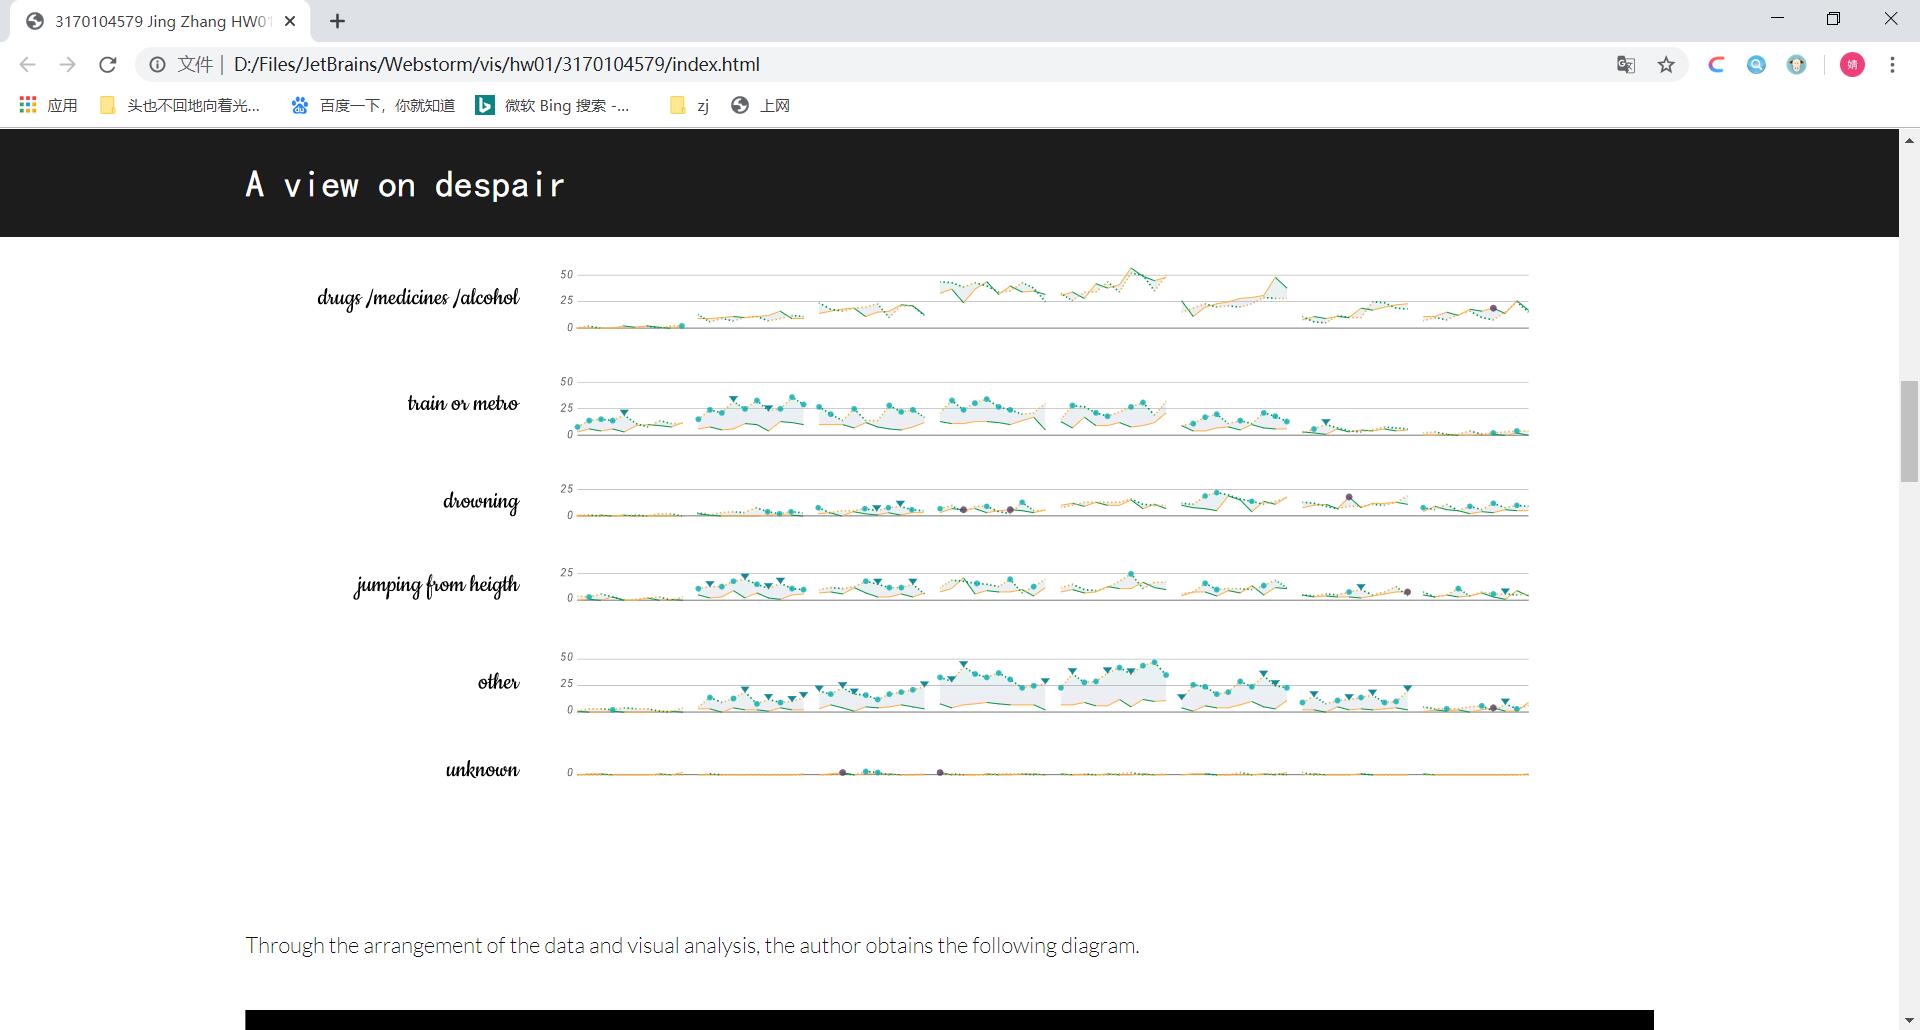 3170104579 Jing Zhang HW01
文件 | D:/Files/JetBrains/Webstorm/vis/hw01/3170104579/index.html
婧
应用 头也不回地向着光... 百度一下，你就知道 微软 Bing 搜索 -... zj 上网
A view on despair
drugs /medicines /alcohol
50
25
0
train or metro
50
25
0
drowning
25
0
jumping from heigth
25
0
other
50
25
0
unknown
0
Through the arrangement of the data and visual analysis, the author obtains the following diagram.